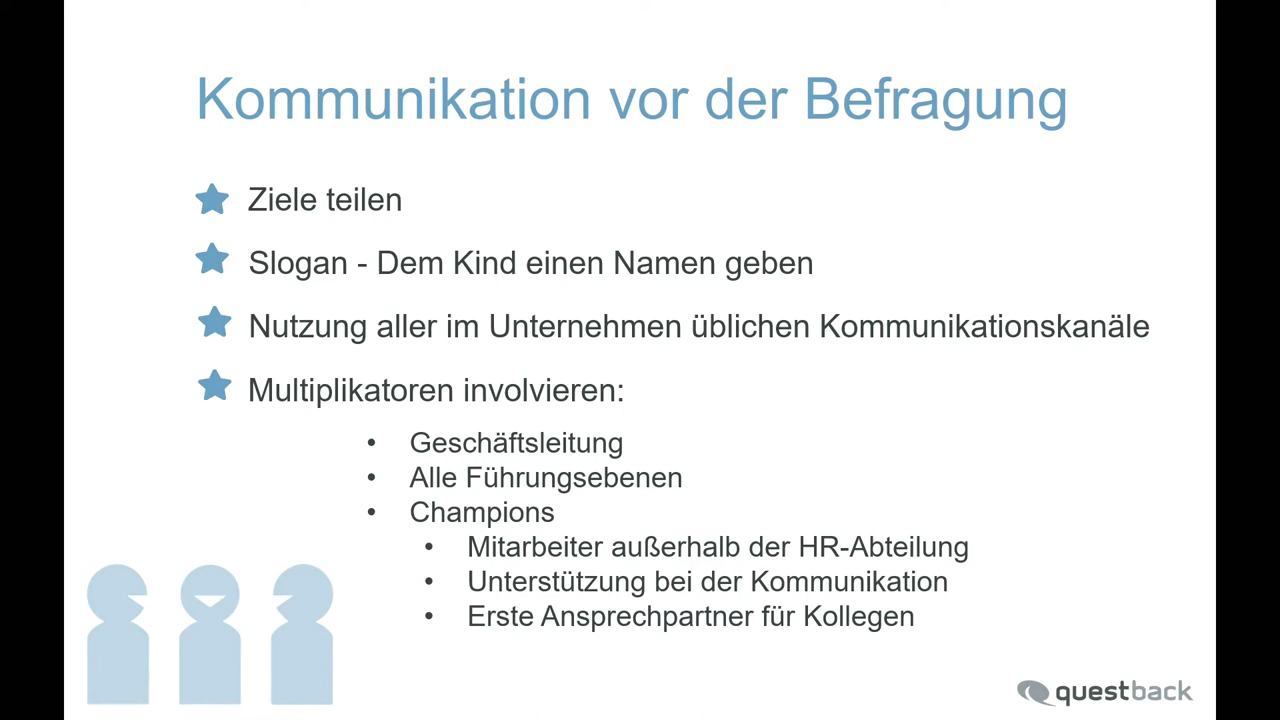 Kommunikation vor der Befragung
Ziele teilen
Slogan - Dem Kind einen Namen geben
Nutzung aller im Unternehmen üblichen Kommunikationskanäle
Multiplikatoren involvieren:
• Geschäftsleitung
• Alle Führungsebenen
• Champions
• Mitarbeiter außerhalb der HR-Abteilung
• Unterstützung bei der Kommunikation
• Erste Ansprechpartner für Kollegen
questback